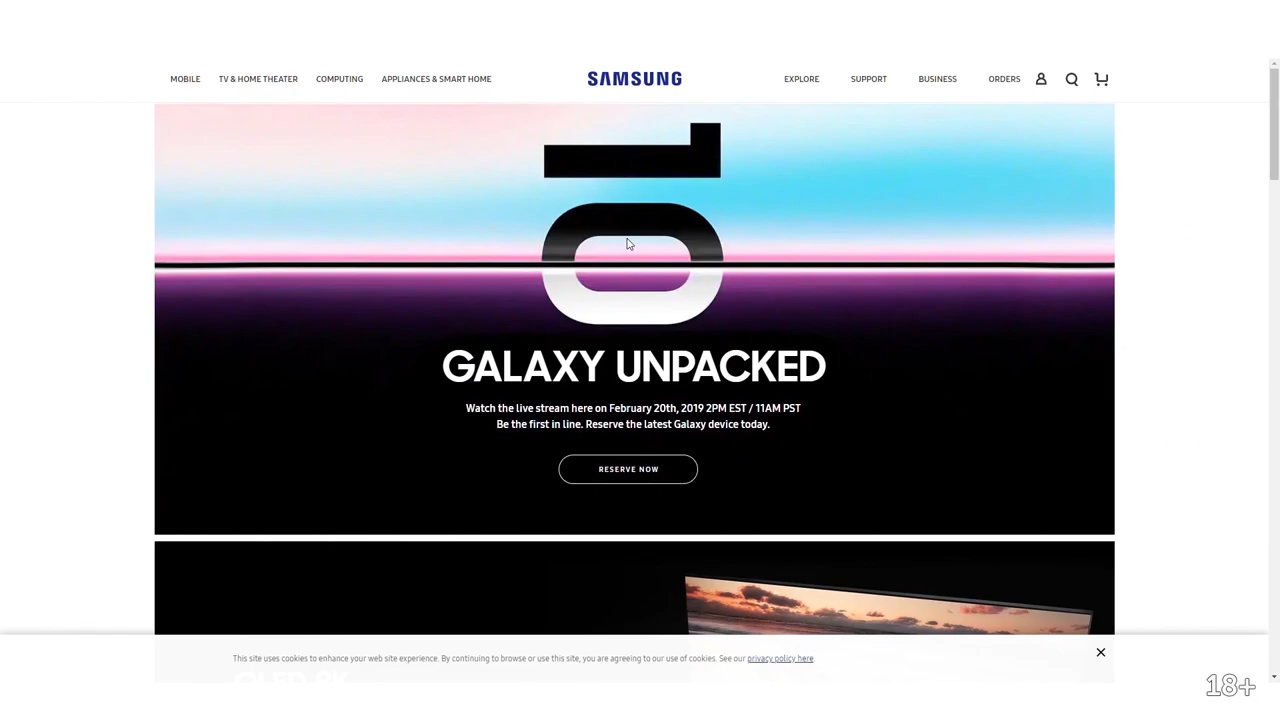 MOBILE TV & HOME THEATER COMPUTING APPLIANCES & SMART HOME SAMSUNG EXPLORE SUPPORT BUSINESS ORDERS
10
GALAXY UNPACKED
Watch the live stream here on February 20th, 2019 2PM EST / 11AM PST
Be the first in line. Reserve the latest Galaxy device today.
RESERVE NOW
This site uses cookies to enhance your web site experience. By continuing to browse or use this site, you are agreeing to our use of cookies. See our privacy policy here.
18+